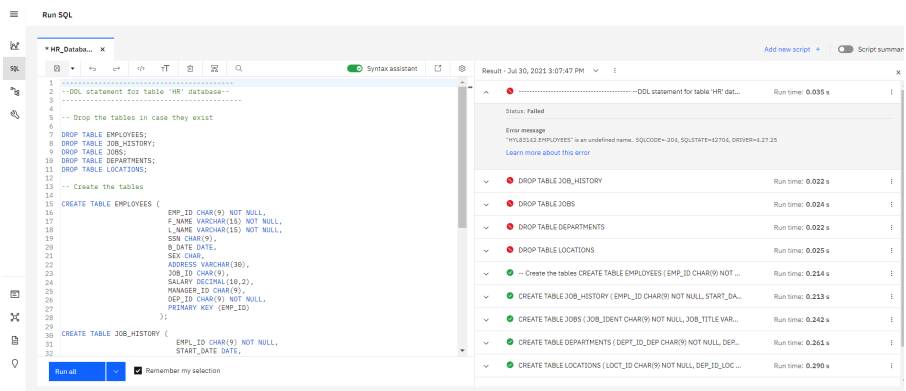 Run SQL
* HR_Databa... ×
Add new script +
Script summary
SQL
Syntax assistant
1 -------------------------------------------
2 --DDL statement for table 'HR' database--
3 ---------------------------------------------
4
5 -- Drop the tables in case they exist
6
7 DROP TABLE EMPLOYEES;
8 DROP TABLE JOB_HISTORY;
9 DROP TABLE JOBS;
10 DROP TABLE DEPARTMENTS;
11 DROP TABLE LOCATIONS;
12
13 -- Create the tables
14
15 CREATE TABLE EMPLOYEES (
16 EMP_ID CHAR(9) NOT NULL,
17 F_NAME VARCHAR(15) NOT NULL,
18 L_NAME VARCHAR(15) NOT NULL,
19 SSN CHAR(9),
20 B_DATE DATE,
21 SEX CHAR,
22 ADDRESS VARCHAR(30),
23 JOB_ID CHAR(9),
24 SALARY DECIMAL(10,2),
25 MANAGER_ID CHAR(9),
26 DEP_ID CHAR(9) NOT NULL,
27 PRIMARY KEY (EMP_ID)
28 );
29
30 CREATE TABLE JOB_HISTORY (
31 EMPL_ID CHAR(9) NOT NULL,
32 START_DATE DATE,
Run all
Remember my selection
Result - Jul 30, 2021 3:07:47 PM
------------------------------------------- --DDL statement for table 'HR' dat... Run time: 0.035 s
Status: Failed
Error message
"HYL83142.EMPLOYEES" is an undefined name.. SQLCODE=-204, SQLSTATE=42704, DRIVER=4.27.25
Learn more about this error
DROP TABLE JOB_HISTORY Run time: 0.022 s
DROP TABLE JOBS Run time: 0.024 s
DROP TABLE DEPARTMENTS Run time: 0.022 s
DROP TABLE LOCATIONS Run time: 0.025 s
-- Create the tables CREATE TABLE EMPLOYEES ( EMP_ID CHAR(9) NOT ... Run time: 0.214 s
CREATE TABLE JOB_HISTORY ( EMPL_ID CHAR(9) NOT NULL, START_DA... Run time: 0.213 s
CREATE TABLE JOBS ( JOB_IDENT CHAR(9) NOT NULL, JOB_TITLE VAR... Run time: 0.242 s
CREATE TABLE DEPARTMENTS ( DEPT_ID_DEP CHAR(9) NOT NULL, DEP... Run time: 0.261 s
CREATE TABLE LOCATIONS ( LOCT_ID CHAR(9) NOT NULL, DEP_ID_LOC ... Run time: 0.290 s